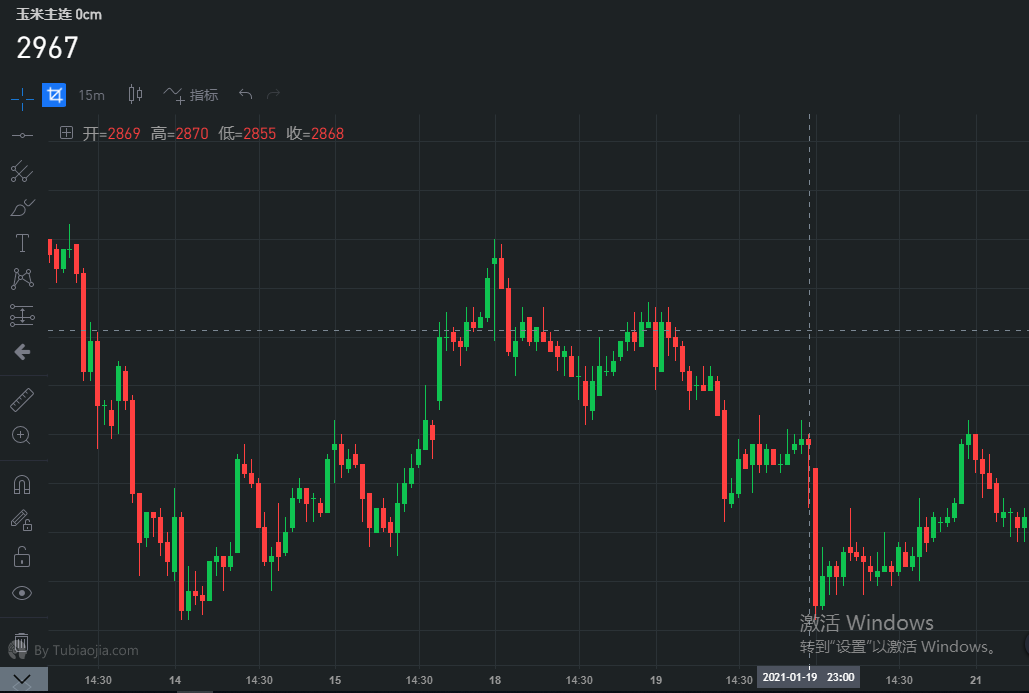 玉米主连 0cm
2967
15m 指标
开=2869 高=2870 低=2855 收=2868
T
激活 Windows
转到"设置"以激活 Windows。
By Tubiaojia.com
14:30 14 14:30 15 14:30 18 14:30 19 14:30 2021-01-19 23:00 14:30 21